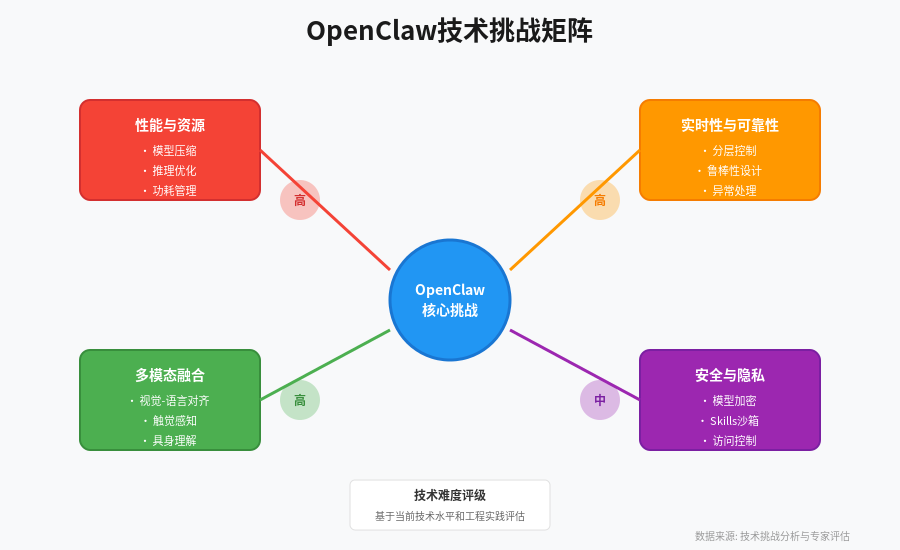 OpenClaw技术挑战矩阵
性能与资源
· 模型压缩
· 推理优化
· 功耗管理
高
实时性与可靠性
· 分层控制
· 鲁棒性设计
· 异常处理
高
OpenClaw
核心挑战
多模态融合
· 视觉-语言对齐
· 触觉感知
· 具身理解
高
安全与隐私
· 模型加密
· Skills沙箱
· 访问控制
中
技术难度评级
基于当前技术水平和工程实践评估
数据来源: 技术挑战分析与专家评估